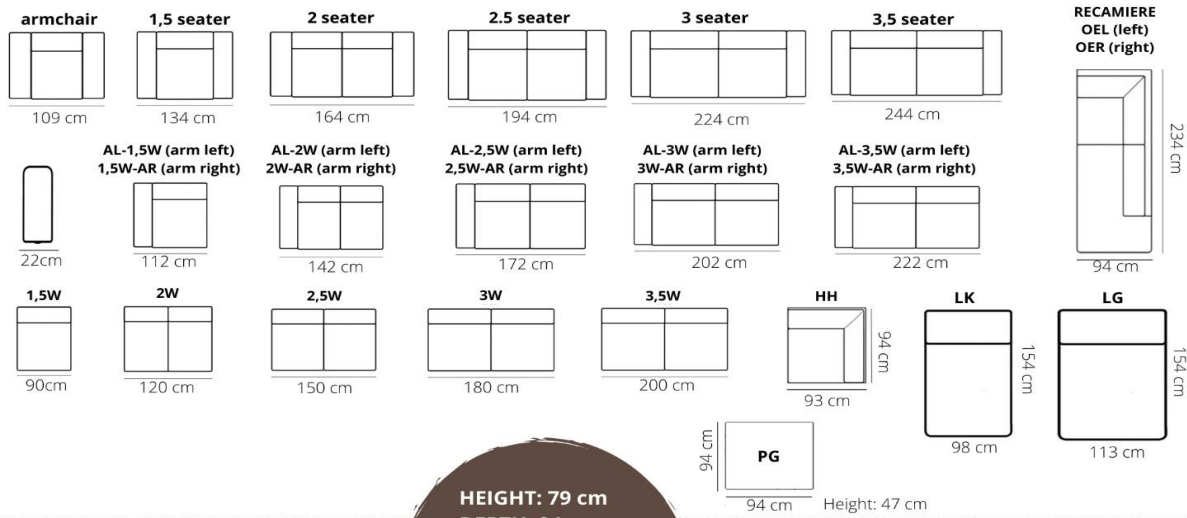 armchair
1,5 seater
2 seater
2.5 seater
3 seater
3,5 seater
RECAMIERE
OEL (left)
OER (right)
109 cm
134 cm
164 cm
194 cm
224 cm
244 cm
234 cm
94 cm
AL-1,5W (arm left)
1,5W-AR (arm right)
AL-2W (arm left)
2W-AR (arm right)
AL-2,5W (arm left)
2,5W-AR (arm right)
AL-3W (arm left)
3W-AR (arm right)
AL-3,5W (arm left)
3,5W-AR (arm right)
22cm
112 cm
142 cm
172 cm
202 cm
222 cm
1,5W
2W
2,5W
3W
3,5W
HH
LK
LG
90cm
120 cm
150 cm
180 cm
200 cm
94 cm
93 cm
154 cm
98 cm
154 cm
113 cm
94 cm
PG
94 cm
Height: 47 cm
HEIGHT: 79 cm